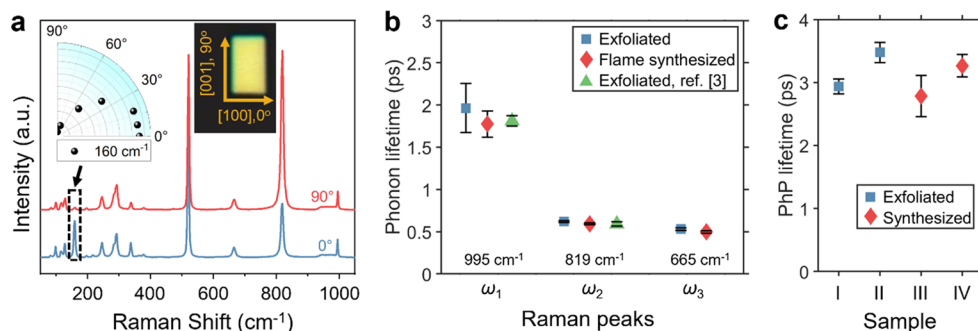 a
Intensity (a.u.)
90°
60°
30°
0°
160 cm⁻¹
[001], 90°
[100],0°
90°
0°
200
400
600
800
1000
Raman Shift (cm⁻¹)
b
Phonon lifetime (ps)
3
2.5
2
1.5
1
0.5
0
Exfoliated
Flame synthesized
Exfoliated, ref. [3]
995 cm⁻¹
819 cm⁻¹
665 cm⁻¹
ω₁
ω₂
ω₃
Raman peaks
c
PhP lifetime (ps)
4
3
2
1
0
Exfoliated
Synthesized
I
II
III
IV
Sample